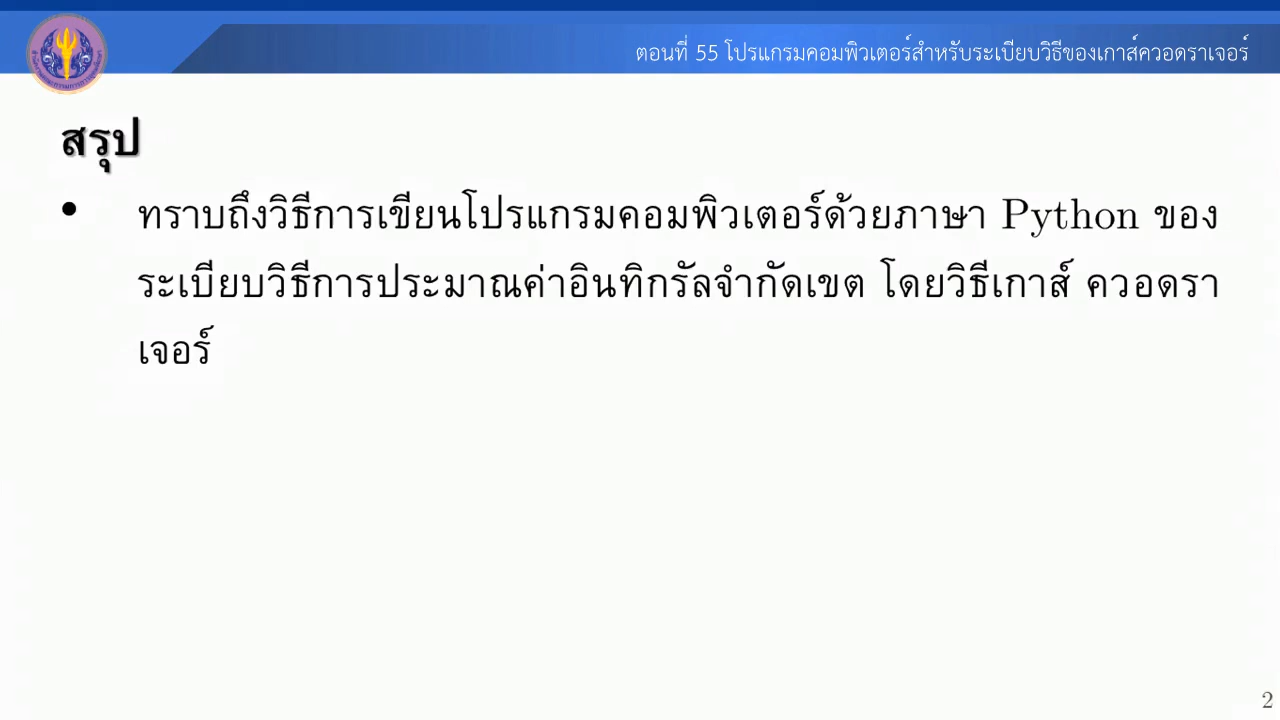 ตอนที่ 55 โปรแกรมคอมพิวเตอร์สำหรับระเบียบวิธีของเกาส์ควอดราเจอร์
สรุป
• ทราบถึงวิธีการเขียนโปรแกรมคอมพิวเตอร์ด้วยภาษา Python ของ
ระเบียบวิธีการประมาณค่าอินทิกรัลจำกัดเขต โดยวิธีเกาส์ ควอดรา
เจอร์
2